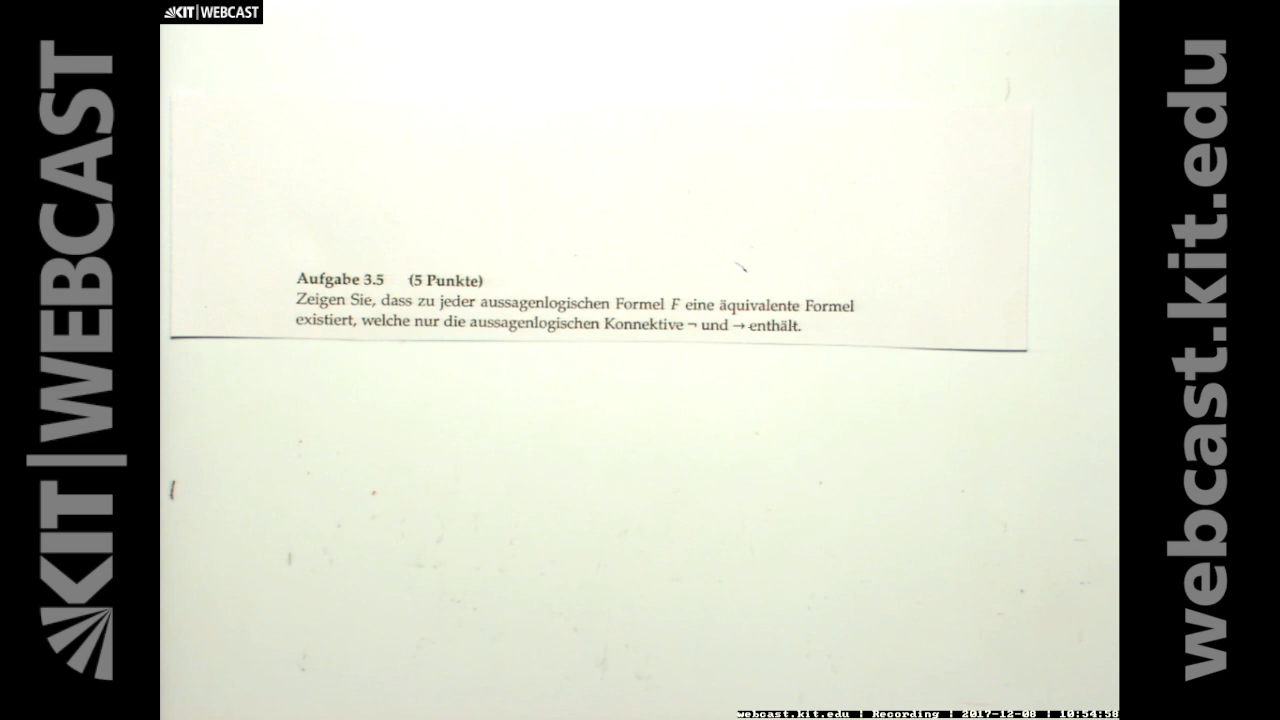 KIT|WEBCAST
KIT|WEBCAST
Aufgabe 3.5 (5 Punkte)
Zeigen Sie, dass zu jeder aussagenlogischen Formel F eine äquivalente Formel
existiert, welche nur die aussagenlogischen Konnektive ¬ und → enthält.
webcast.kit.edu
webcast.kit.edu | Recording | 2017-12-08 | 10:54:58